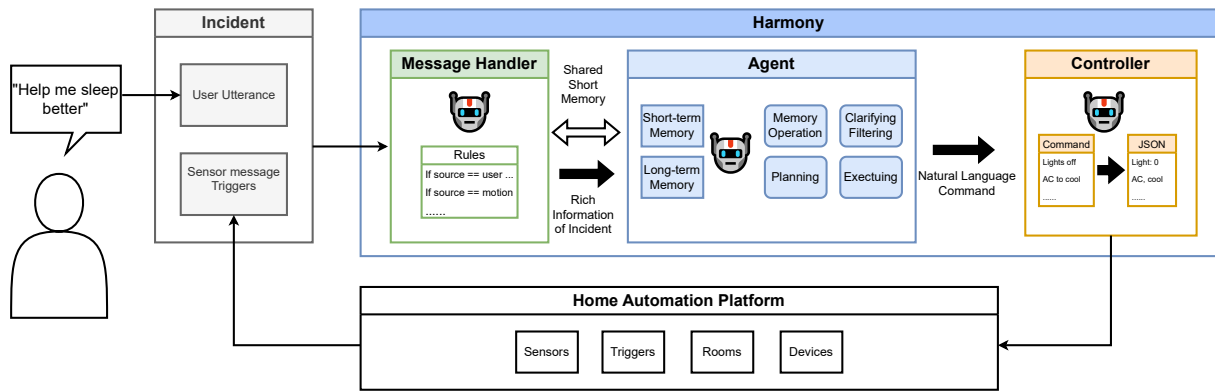 Incident
Harmony
"Help me sleep
better"
User Utterance
Sensor message
Triggers
Message Handler
Rules
If source == user ...
If source == motion
......
Shared
Short
Memory
Rich
Information
of Incident
Agent
Short-term
Memory
Long-term
Memory
Memory
Operation
Clarifying
Filtering
Planning
Exectuing
Natural Language
Command
Controller
Command
Lights off
AC to cool
......
JSON
Light: 0
AC, cool
......
Home Automation Platform
Sensors
Triggers
Rooms
Devices